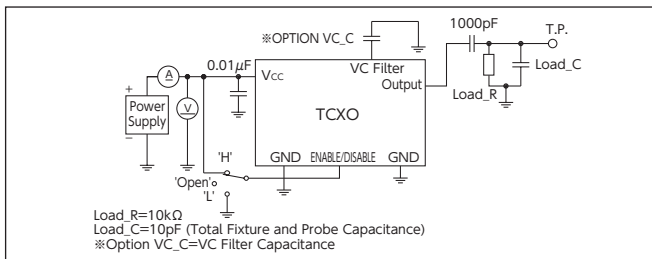 1000pF
T.P.
※OPTION VC_C
0.01μF
VCC
VC Filter
Load_C
A
Output
Load_R
+
Power
Supply
−
V
TCXO
GND
ENABLE/DISABLE
GND
'H'
'Open'
'L'
Load_R=10kΩ
Load_C=10pF (Total Fixture and Probe Capacitance)
※Option VC_C=VC Filter Capacitance